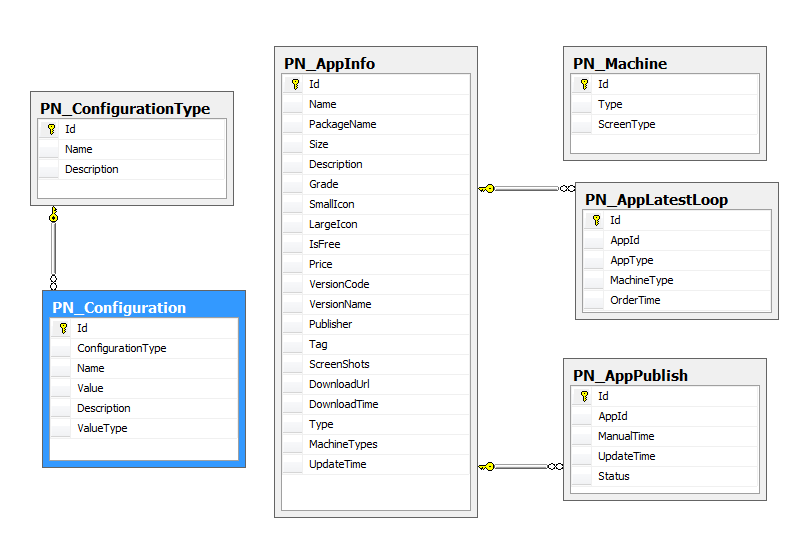 PN_ConfigurationType
Id
Name
Description
PN_Configuration
Id
ConfigurationType
Name
Value
Description
ValueType
PN_AppInfo
Id
Name
PackageName
Size
Description
Grade
SmallIcon
LargeIcon
IsFree
Price
VersionCode
VersionName
Publisher
Tag
ScreenShots
DownloadUrl
DownloadTime
Type
MachineTypes
UpdateTime
PN_Machine
Id
Type
ScreenType
PN_AppLatestLoop
Id
AppId
AppType
MachineType
OrderTime
PN_AppPublish
Id
AppId
ManualTime
UpdateTime
Status